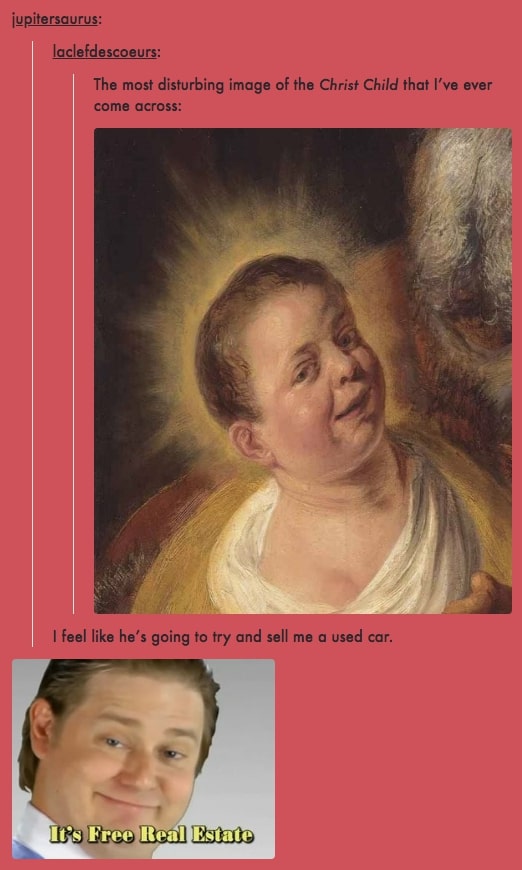 jupitersaurus:
laclefdescoeurs:
The most disturbing image of the Christ Child that I've ever
come across:
I feel like he's going to try and sell me a used car.
It's Free Real Estate